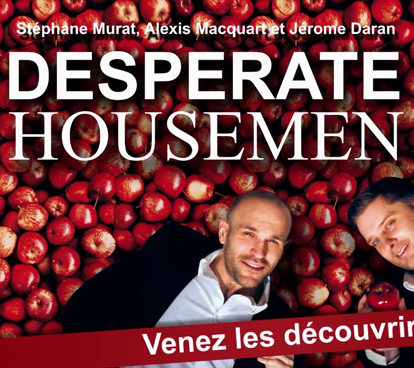 Stéphane Murat, Alexis Macquart et Jérome Daran
DESPERATE
HOUSEMEN
Venez les découvrir